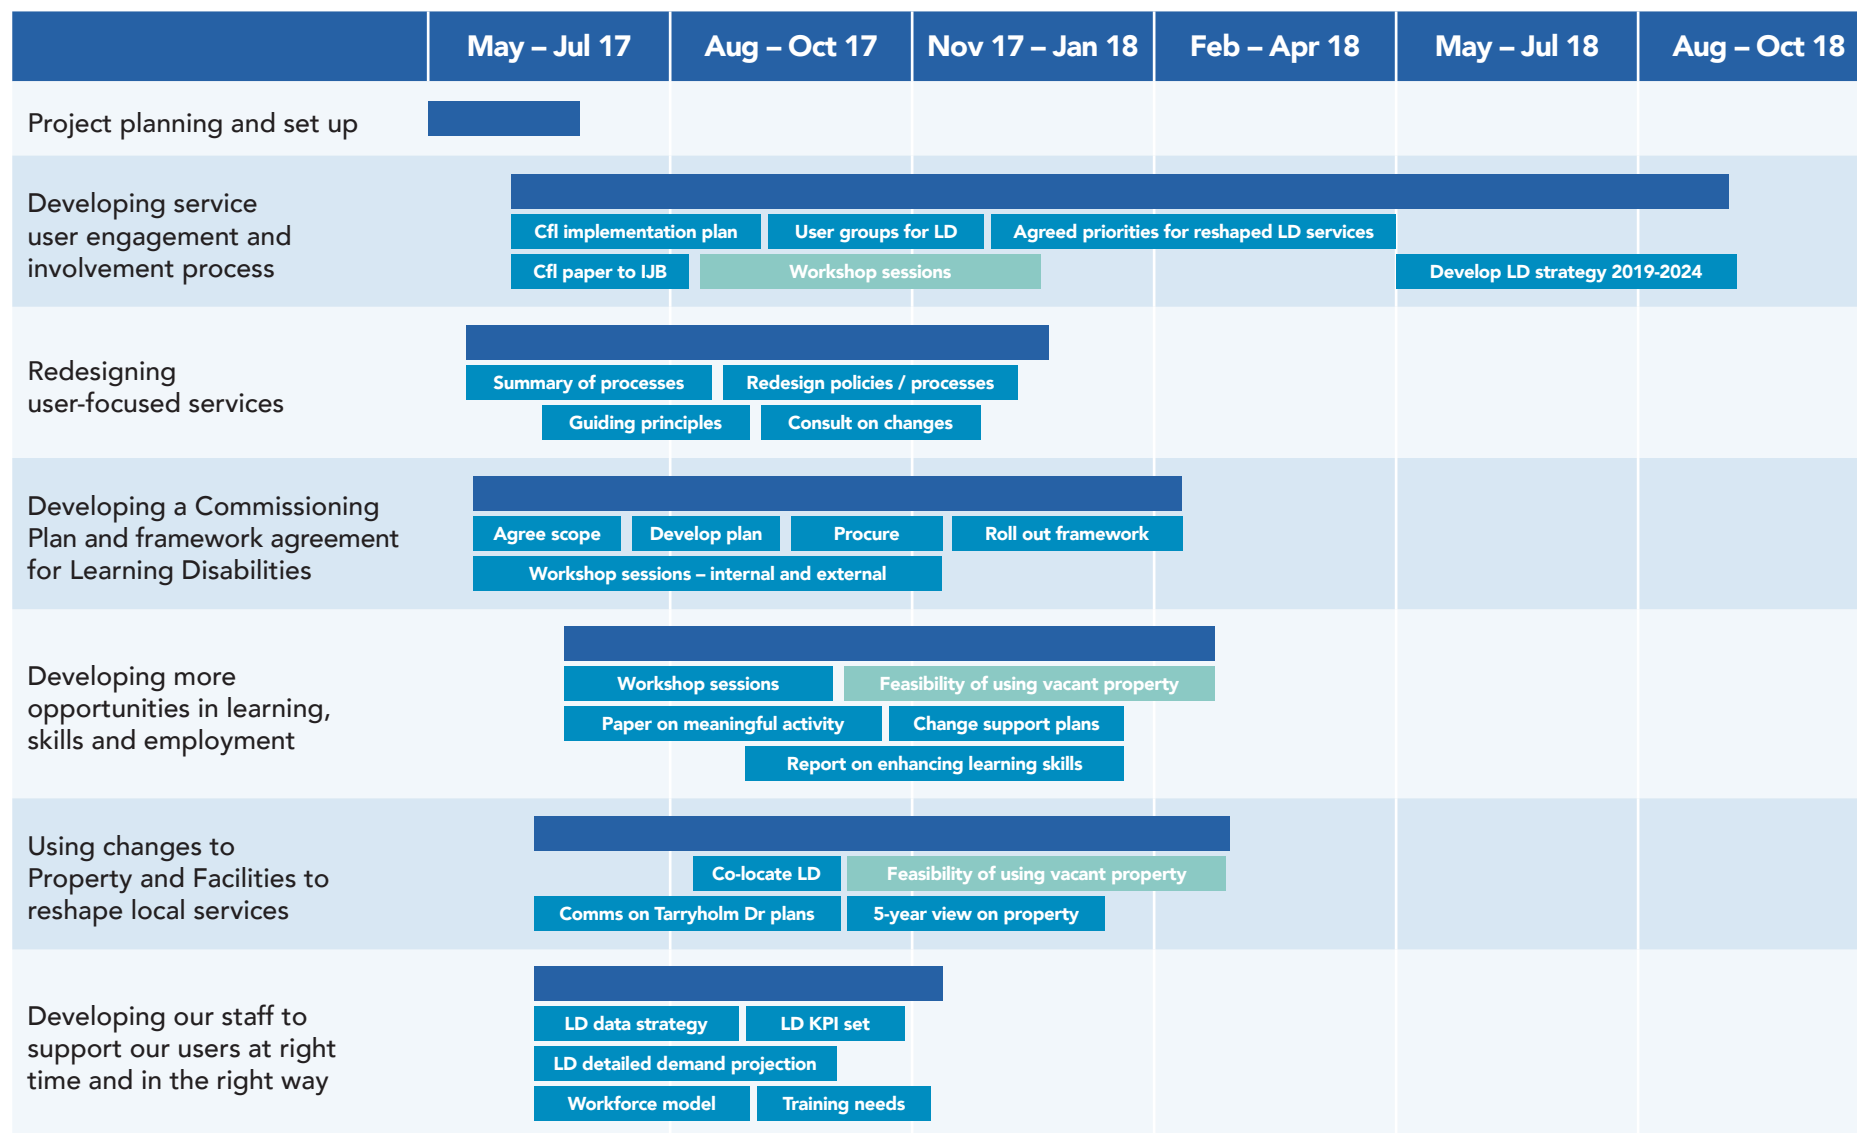 May – Jul 17
Aug – Oct 17
Nov 17 – Jan 18
Feb – Apr 18
May – Jul 18
Aug – Oct 18
Project planning and set up
Developing service
user engagement and
involvement process
Cfl implementation plan
User groups for LD
Agreed priorities for reshaped LD services
Cfl paper to IJB
Workshop sessions
Develop LD strategy 2019-2024
Redesigning
user-focused services
Summary of processes
Redesign policies / processes
Guiding principles
Consult on changes
Developing a Commissioning
Plan and framework agreement
for Learning Disabilities
Agree scope
Develop plan
Procure
Roll out framework
Workshop sessions – internal and external
Developing more
opportunities in learning,
skills and employment
Workshop sessions
Feasibility of using vacant property
Paper on meaningful activity
Change support plans
Report on enhancing learning skills
Using changes to
Property and Facilities to
reshape local services
Co-locate LD
Feasibility of using vacant property
Comms on Tarryholm Dr plans
5-year view on property
Developing our staff to
support our users at right
time and in the right way
LD data strategy
LD KPI set
LD detailed demand projection
Workforce model
Training needs